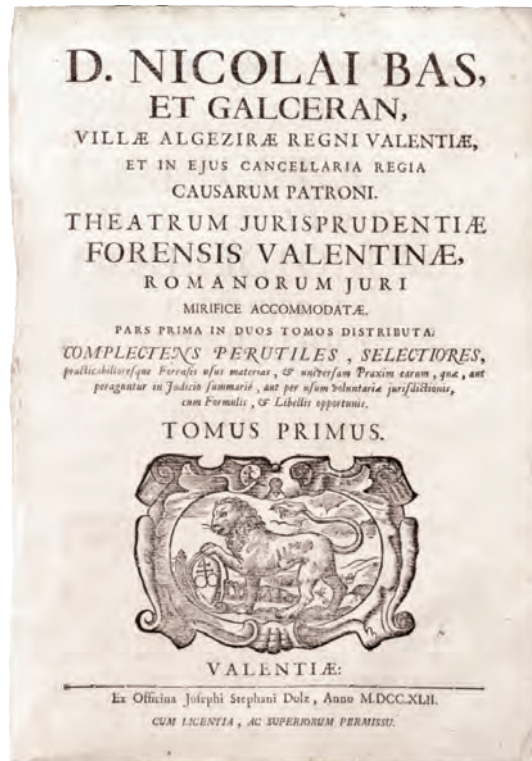 D. NICOLAI BAS,
ET GALCERAN,
VILLÆ ALGEZIRÆ REGNI VALENTIÆ,
ET IN EJUS CANCELLARIA REGIA
CAUSARUM PATRONI.
THEATRUM JURISPRUDENTIÆ
FORENSIS VALENTINÆ,
ROMANORUM JURI
MIRIFICE ACCOMMODATÆ.
PARS PRIMA IN DUOS TOMOS DISTRIBUTA:
COMPLECTENS PERUTILES, SELECTIORES,
practicabilioresque Forensis usus materias, & universam Praxim earum, quæ, aut
peraguntur in Judicio summario, aut per usum voluntariæ jurisdictionis,
cum Formulis, & Libellis opportunis.
TOMUS PRIMUS.
VALENTIÆ:
Ex Officina Josephi Stephani Dolz, Anno M.DCC.XLII.
CUM LICENTIA, AC SUPERIORUM PERMISSU.